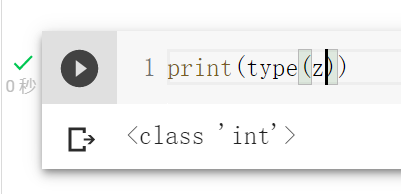 1 print(type(z))
0 秒
<class 'int'>